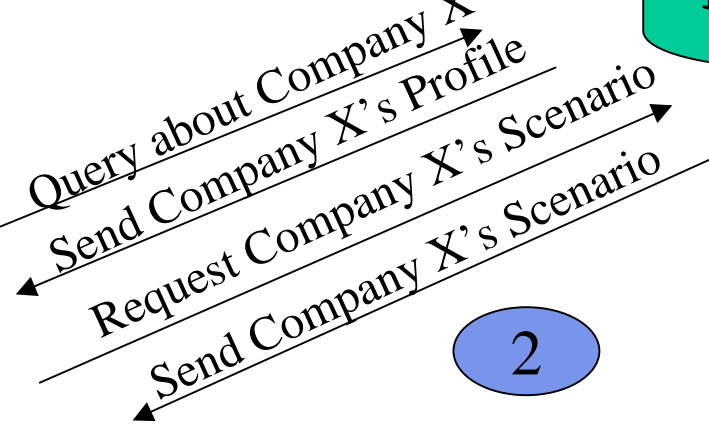 Query about Company X
Send Company X’s Profile
Request Company X’s Scenario
Send Company X’s Scenario
2